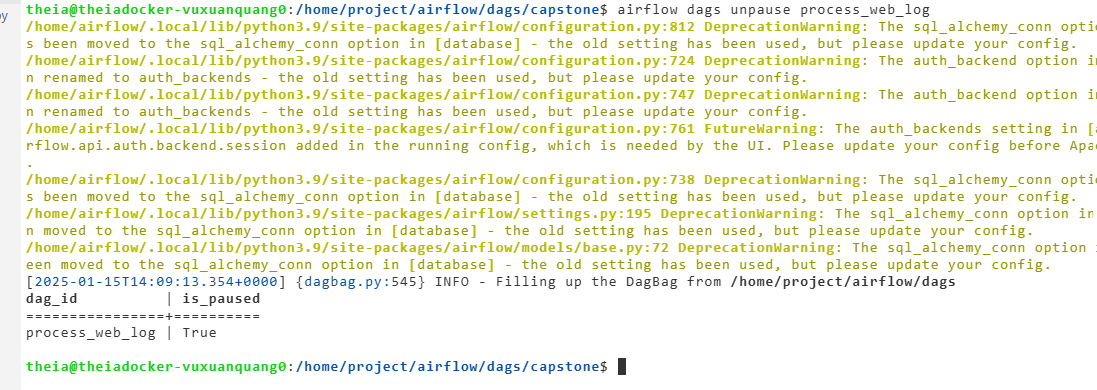 theia@theiadocker-vuxuanquang0:/home/project/airflow/dags/capstone$ airflow dags unpause process_web_log
/home/airflow/.local/lib/python3.9/site-packages/airflow/configuration.py:812 DeprecationWarning: The sql_alchemy_conn optio
s been moved to the sql_alchemy_conn option in [database] - the old setting has been used, but please update your config.
/home/airflow/.local/lib/python3.9/site-packages/airflow/configuration.py:724 DeprecationWarning: The auth_backend option in
n renamed to auth_backends - the old setting has been used, but please update your config.
/home/airflow/.local/lib/python3.9/site-packages/airflow/configuration.py:747 DeprecationWarning: The auth_backend option in
n renamed to auth_backends - the old setting has been used, but please update your config.
/home/airflow/.local/lib/python3.9/site-packages/airflow/configuration.py:761 FutureWarning: The auth_backends setting in [a
rflow.api.auth.backend.session added in the running config, which is needed by the UI. Please update your config before Apac
.
/home/airflow/.local/lib/python3.9/site-packages/airflow/configuration.py:738 DeprecationWarning: The sql_alchemy_conn optio
s been moved to the sql_alchemy_conn option in [database] - the old setting has been used, but please update your config.
/home/airflow/.local/lib/python3.9/site-packages/airflow/settings.py:195 DeprecationWarning: The sql_alchemy_conn option in
n moved to the sql_alchemy_conn option in [database] - the old setting has been used, but please update your config.
/home/airflow/.local/lib/python3.9/site-packages/airflow/models/base.py:72 DeprecationWarning: The sql_alchemy_conn option i
een moved to the sql_alchemy_conn option in [database] - the old setting has been used, but please update your config.
[2025-01-15T14:09:13.354+0000] {dagbag.py:545} INFO - Filling up the DagBag from /home/project/airflow/dags
dag_id          | is_paused
================+==========
process_web_log | True
theia@theiadocker-vuxuanquang0:/home/project/airflow/dags/capstone$